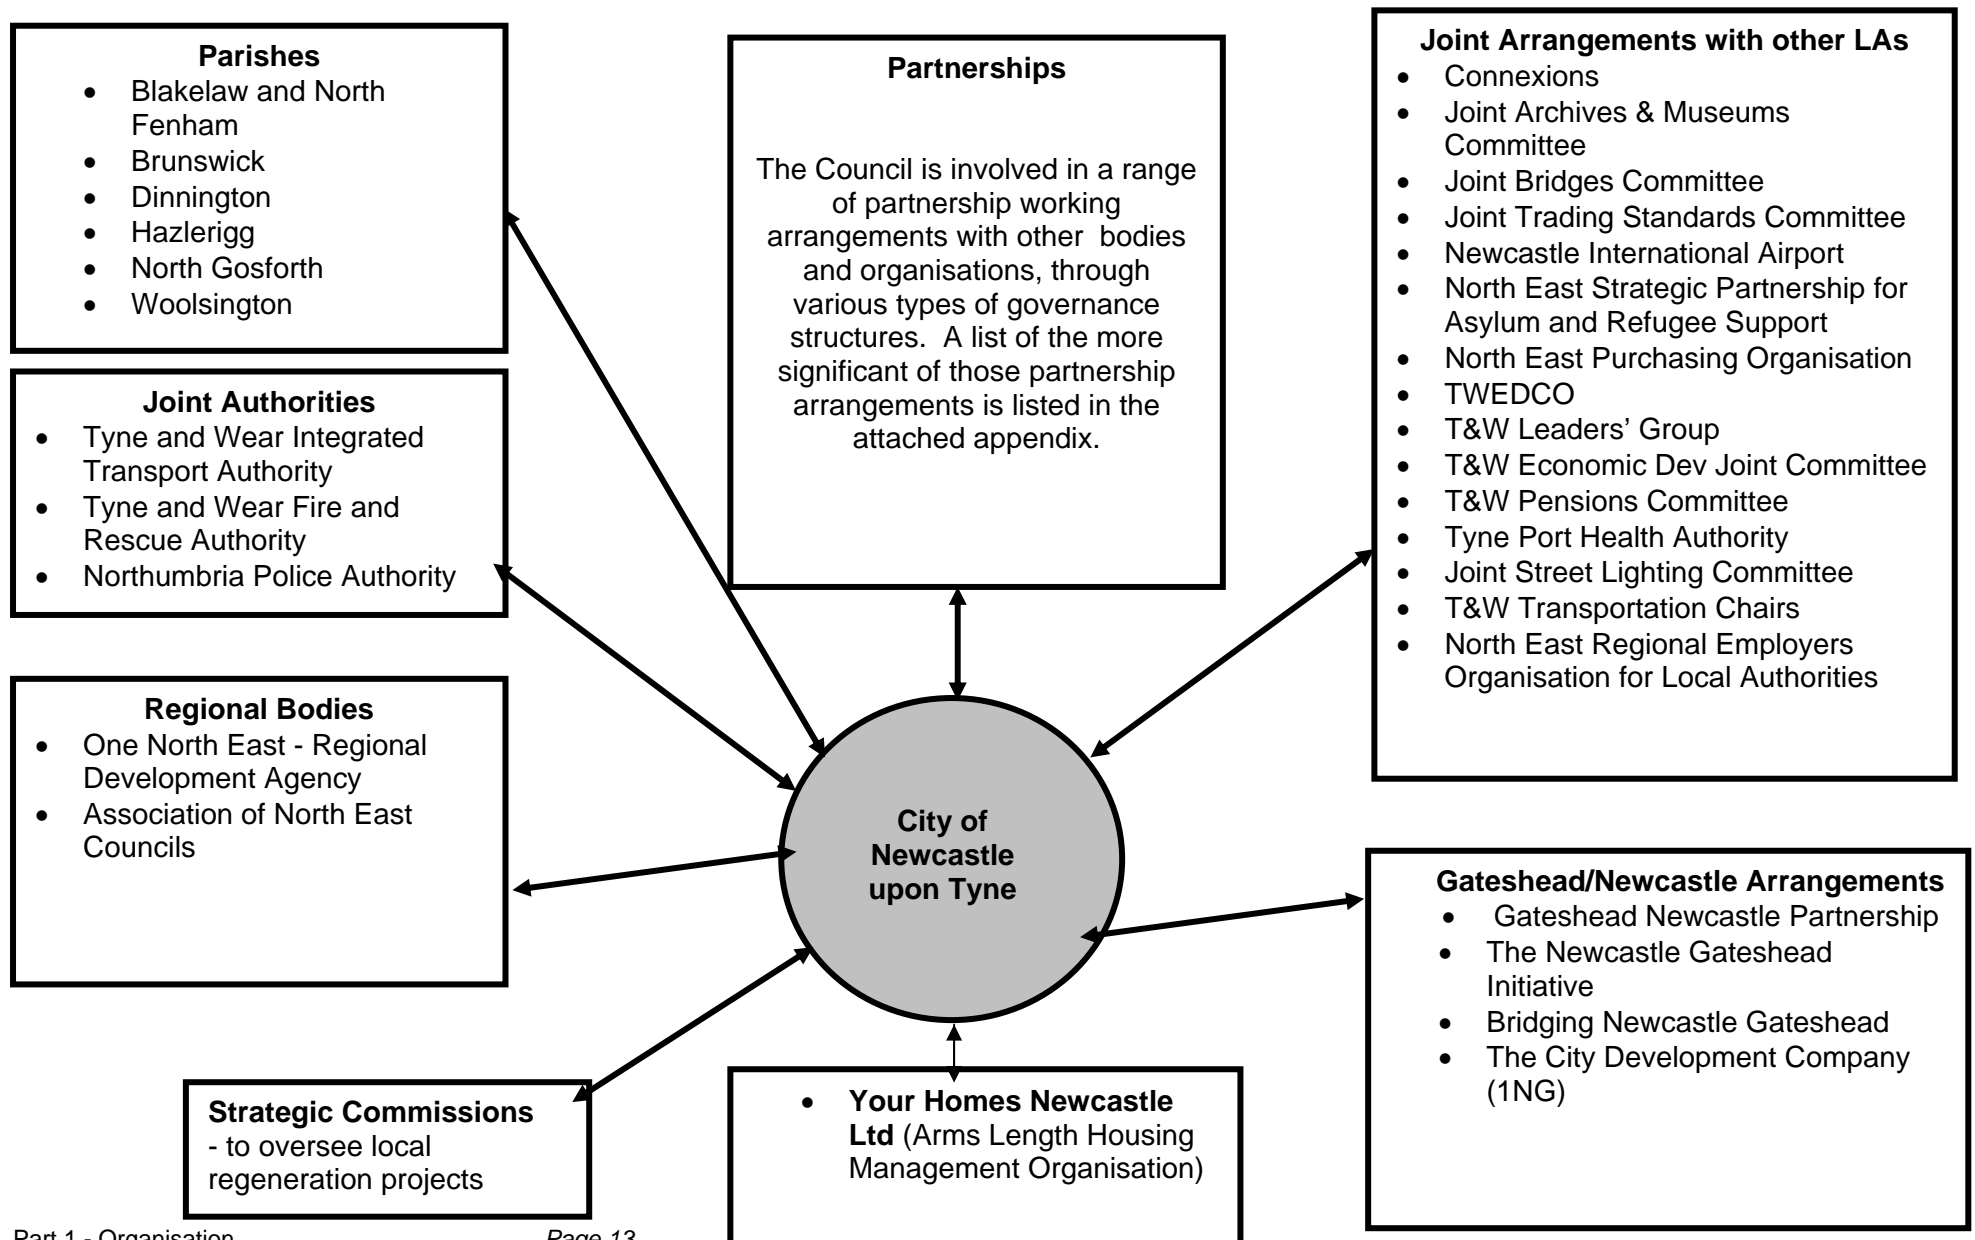 Parishes
• Blakelaw and North
Fenham
• Brunswick
• Dinnington
• Hazlerigg
• North Gosforth
• Woolsington
Joint Authorities
• Tyne and Wear Integrated
Transport Authority
• Tyne and Wear Fire and
Rescue Authority
• Northumbria Police Authority
Regional Bodies
• One North East - Regional
Development Agency
• Association of North East
Councils
Strategic Commissions
- to oversee local
regeneration projects
Partnerships
The Council is involved in a range
of partnership working
arrangements with other bodies
and organisations, through
various types of governance
structures. A list of the more
significant of those partnership
arrangements is listed in the
attached appendix.
City of
Newcastle
upon Tyne
• Your Homes Newcastle
Ltd (Arms Length Housing
Management Organisation)
Joint Arrangements with other LAs
• Connexions
• Joint Archives & Museums
Committee
• Joint Bridges Committee
• Joint Trading Standards Committee
• Newcastle International Airport
• North East Strategic Partnership for
Asylum and Refugee Support
• North East Purchasing Organisation
• TWEDCO
• T&W Leaders’ Group
• T&W Economic Dev Joint Committee
• T&W Pensions Committee
• Tyne Port Health Authority
• Joint Street Lighting Committee
• T&W Transportation Chairs
• North East Regional Employers
Organisation for Local Authorities
Gateshead/Newcastle Arrangements
• Gateshead Newcastle Partnership
• The Newcastle Gateshead
Initiative
• Bridging Newcastle Gateshead
• The City Development Company
(1NG)
Part 1 - Organisation Page 13